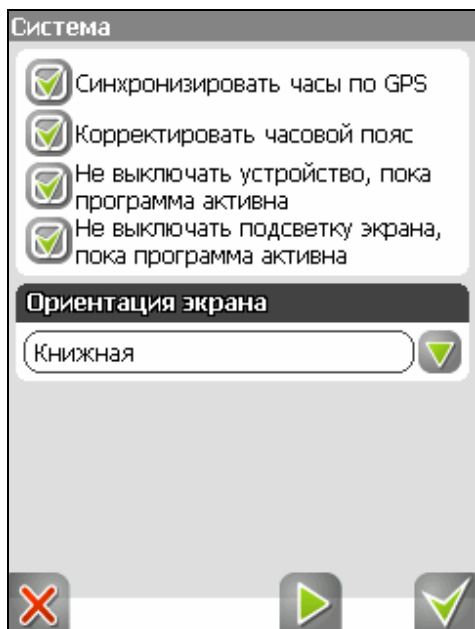 Система
Синхронизировать часы по GPS
Корректировать часовой пояс
Не выключать устройство, пока
программа активна
Не выключать подсветку экрана,
пока программа активна
Ориентация экрана
Книжная